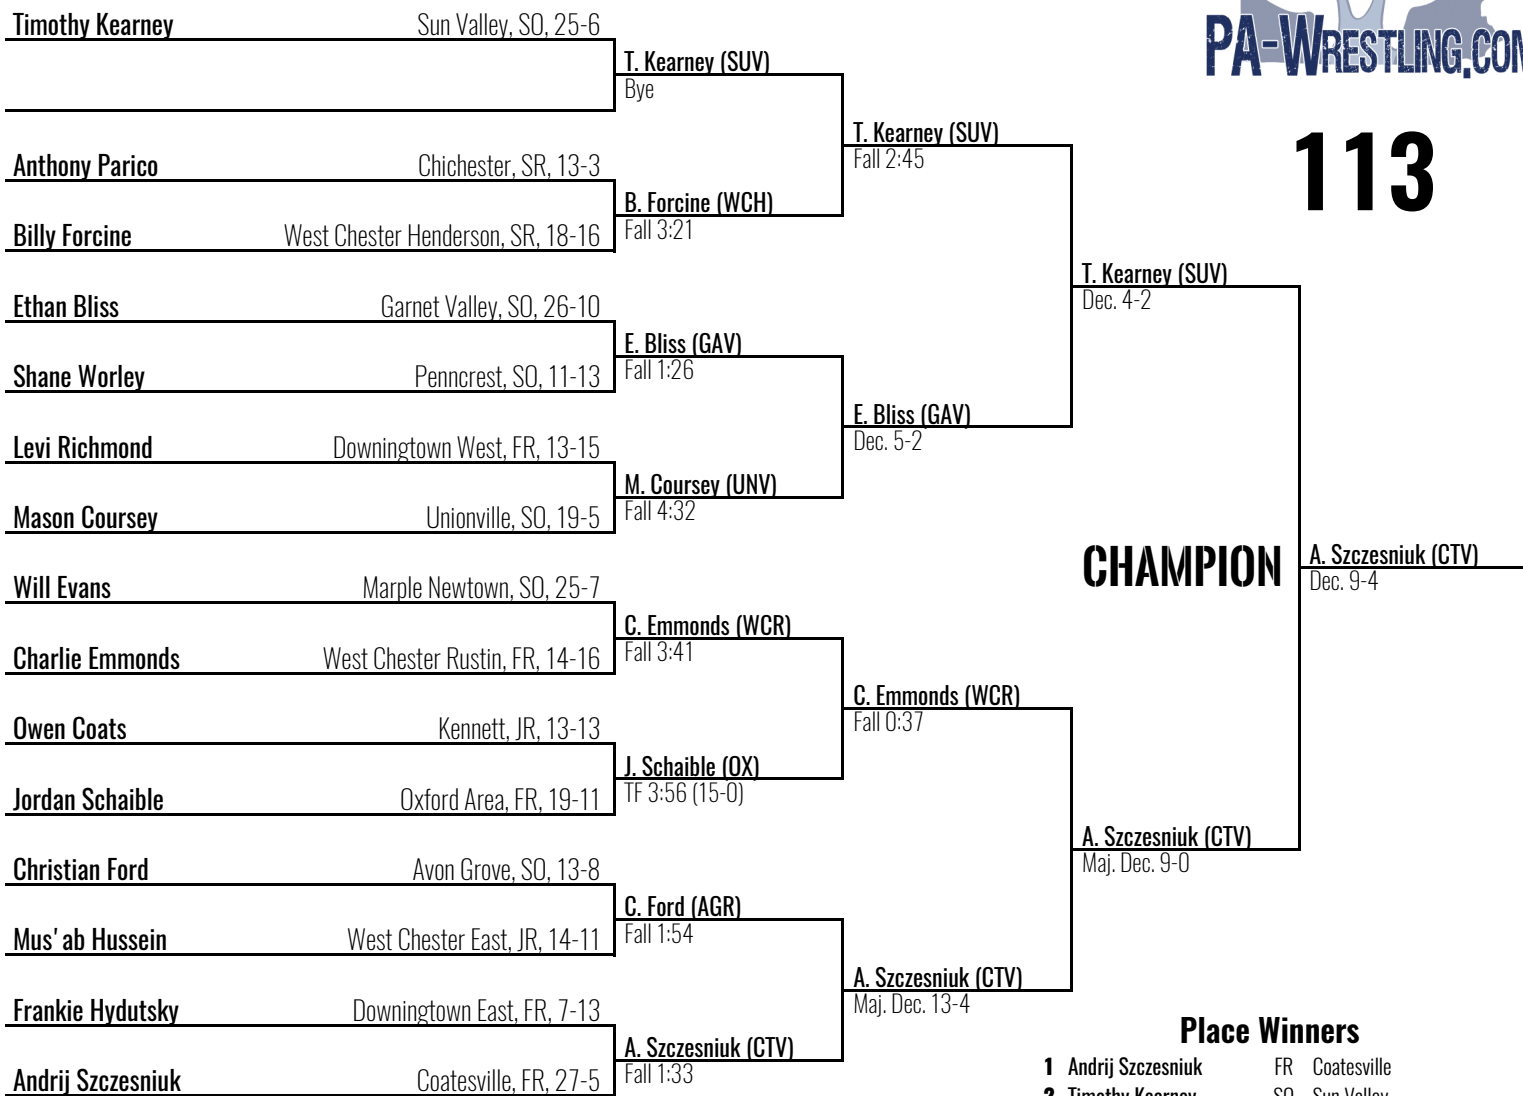 PA-WRESTLING.COM
113
Timothy Kearney Sun Valley, SO, 25-6
T. Kearney (SUV)
Bye
T. Kearney (SUV)
Fall 2:45
Anthony Parico Chichester, SR, 13-3
B. Forcine (WCH)
Fall 3:21
Billy Forcine West Chester Henderson, SR, 18-16
T. Kearney (SUV)
Dec. 4-2
Ethan Bliss Garnet Valley, SO, 26-10
E. Bliss (GAV)
Fall 1:26
Shane Worley Penncrest, SO, 11-13
E. Bliss (GAV)
Dec. 5-2
Levi Richmond Downingtown West, FR, 13-15
M. Coursey (UNV)
Fall 4:32
Mason Coursey Unionville, SO, 19-5
CHAMPION
A. Szczesniuk (CTV)
Dec. 9-4
Will Evans Marple Newtown, SO, 25-7
C. Emmonds (WCR)
Fall 3:41
Charlie Emmonds West Chester Rustin, FR, 14-16
C. Emmonds (WCR)
Fall 0:37
Owen Coats Kennett, JR, 13-13
J. Schaible (OX)
TF 3:56 (15-0)
Jordan Schaible Oxford Area, FR, 19-11
A. Szczesniuk (CTV)
Maj. Dec. 9-0
Christian Ford Avon Grove, SO, 13-8
C. Ford (AGR)
Fall 1:54
Mus'ab Hussein West Chester East, JR, 14-11
A. Szczesniuk (CTV)
Maj. Dec. 13-4
Frankie Hydutsky Downingtown East, FR, 7-13
A. Szczesniuk (CTV)
Fall 1:33
Andrij Szczesniuk Coatesville, FR, 27-5
Place Winners
1 Andrij Szczesniuk FR Coatesville
2 Timothy Kearney SO Sun Valley